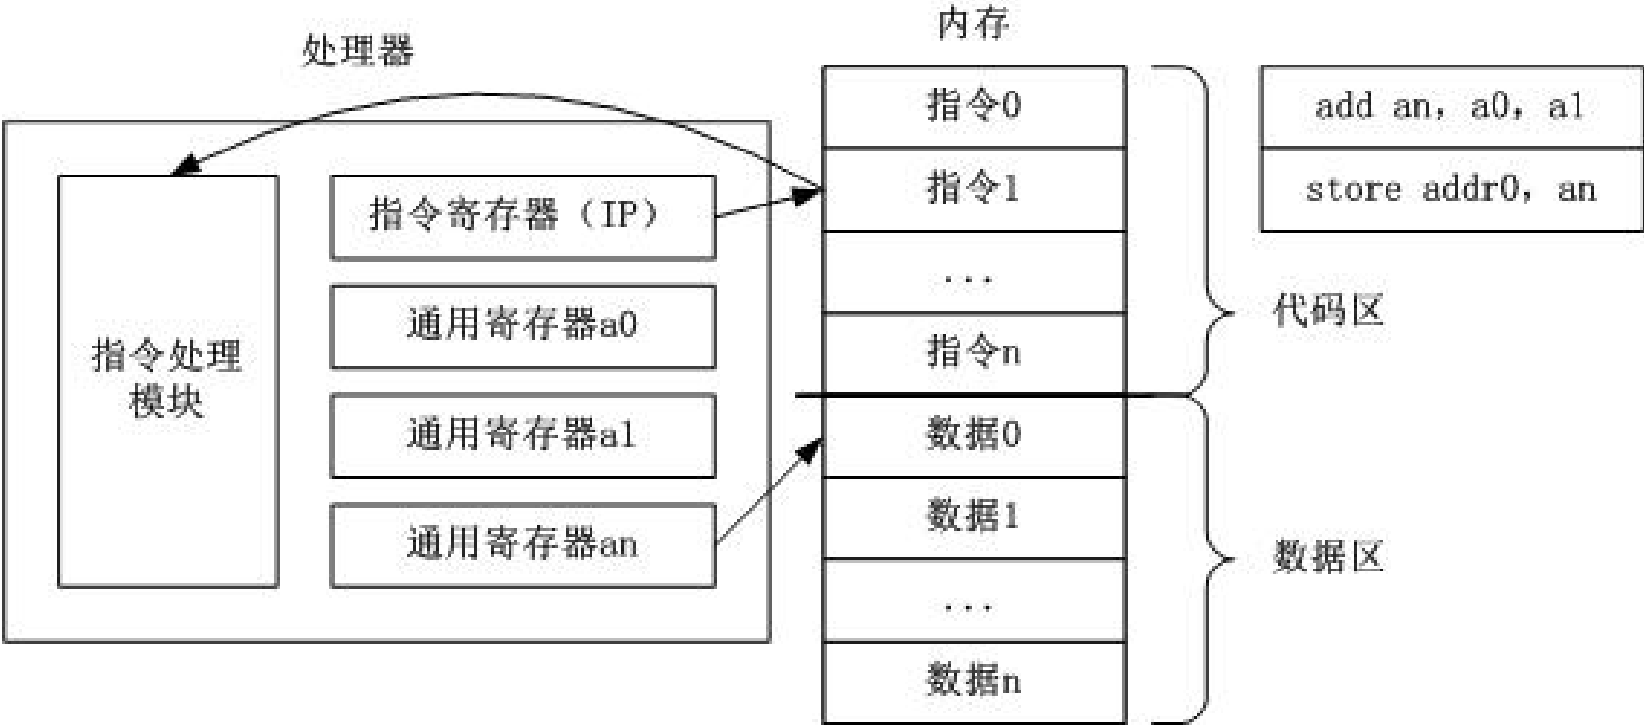 处理器
指令处理
模块
指令寄存器（IP）
通用寄存器a0
通用寄存器a1
通用寄存器an
内存
指令0
指令1
...
指令n
数据0
数据1
...
数据n
代码区
数据区
add an, a0, a1
store addr0, an